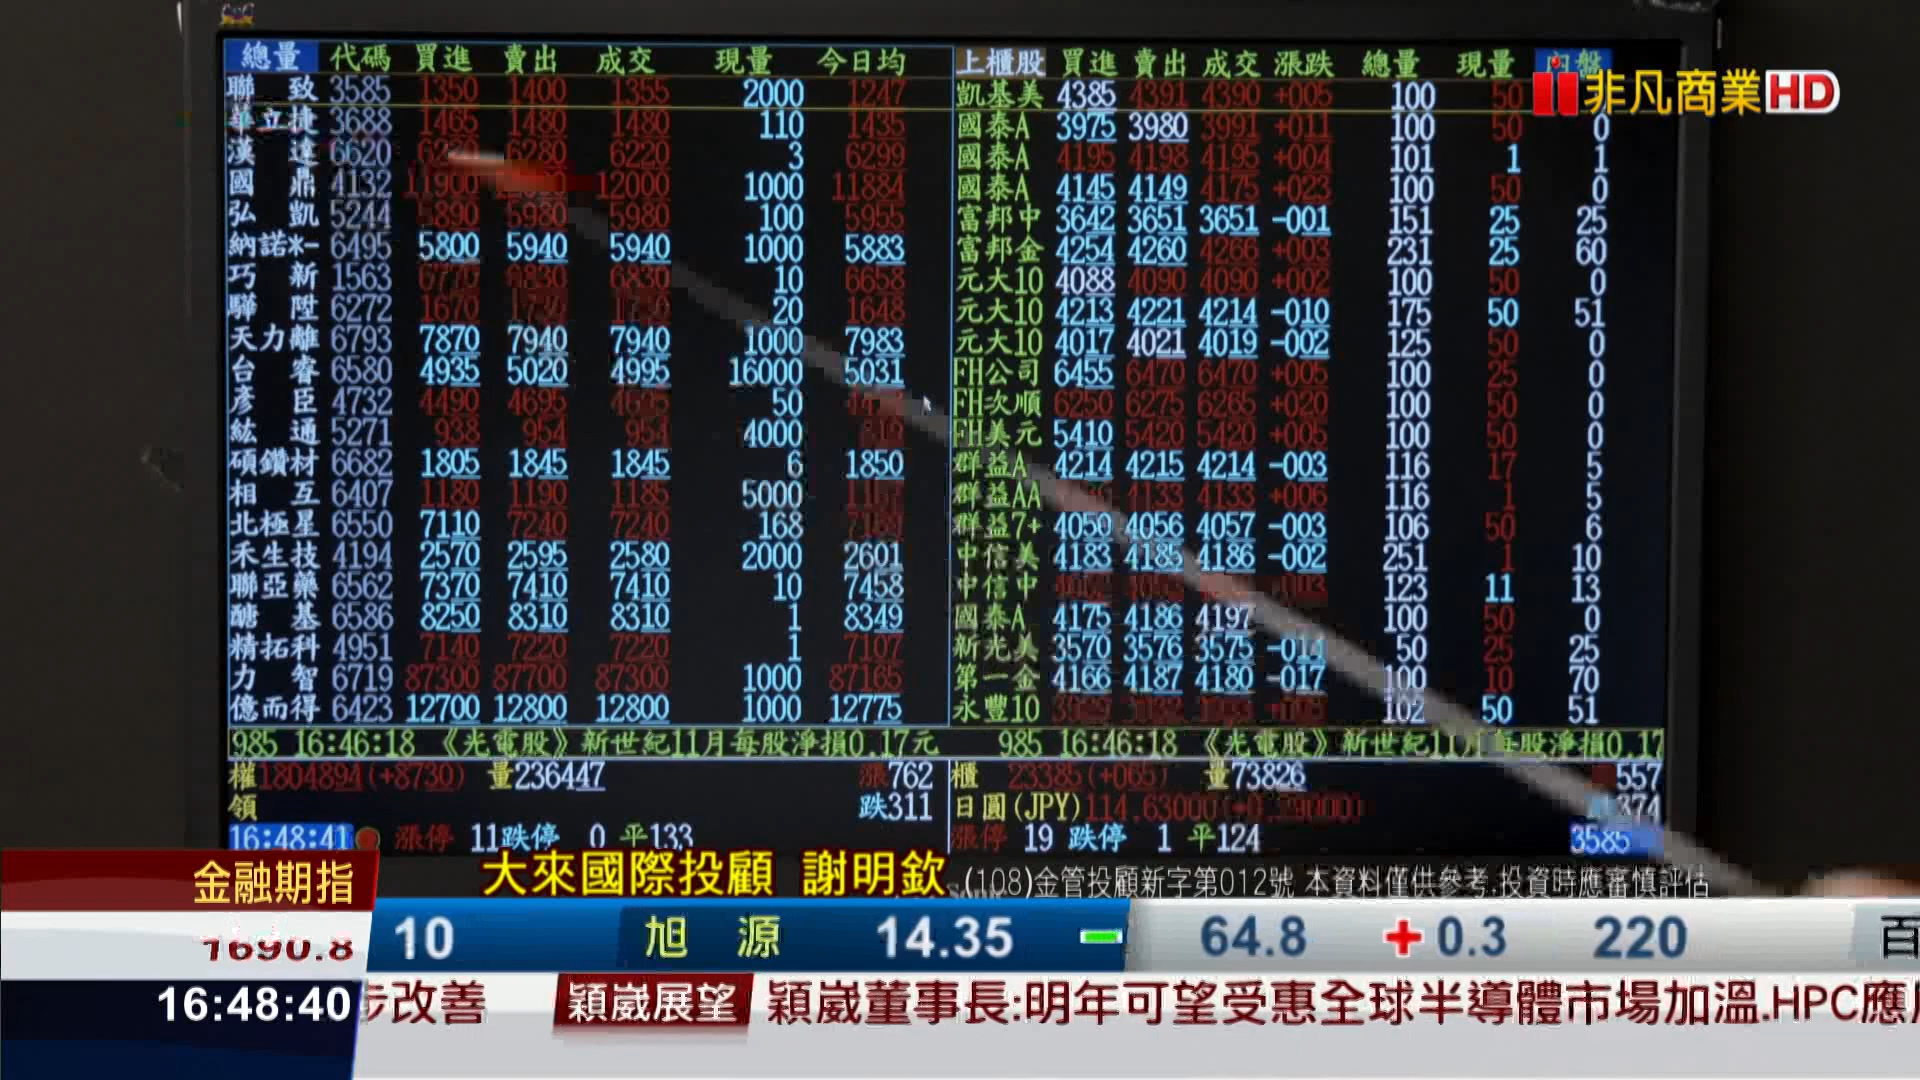 總量 代碼 買進 賣出 成交 現量 今日均 上櫃股 買進 賣出 成交 漲跌 總量 現量
非凡商業HD
聯致 3585 1350 1400 1355 2000 1247 凱基美 4385 4391 4390 +005 100 50
華立捷 3688 1465 1480 1480 110 1435 國泰A 3975 3980 3991 +011 100 50 0
漢達 6620 6280 6220 3 6299 國泰A 4195 4198 4195 +004 101 1 1
國鼎 4132 11900 12000 1000 11884 國泰A 4145 4149 4175 +023 100 50 0
弘凱 5244 5890 5980 5980 100 5955 富邦中 3642 3651 3651 -001 151 25 25
納諾*- 6495 5800 5940 5940 1000 5883 富邦金 4254 4260 4266 +003 231 25 60
巧新 1563 6770 6830 6830 10 6658 元大10 4088 4090 4090 +002 100 50 0
驊陞 6272 1670 20 1648 元大10 4213 4221 4214 -010 175 50 51
天力離 6793 7870 7940 7940 1000 7983 元大10 4017 4021 4019 -002 125 50 0
台睿 6580 4935 5020 4995 16000 5031 FH公司 6455 6470 6470 +005 100 25 0
彥臣 4732 4490 4695 50 FH次順 6250 6275 6265 +020 100 50 0
紘通 5271 938 954 954 4000 FH美元 5410 5420 5420 +005 100 50 0
碩鑽材 6682 1805 1845 1845 6 1850 群益A 4214 4215 4214 -003 116 17 5
相互 6407 1180 1190 1185 5000 群益AA 4133 4133 +006 116 1 5
北極星 6550 7110 7240 7240 168 群益7+ 4050 4056 4057 -003 106 50 6
禾生技 4194 2570 2595 2580 2000 2601 中信美 4183 4185 4186 -002 251 1 10
聯亞藥 6562 7370 7410 7410 10 7458 中信中 123 11 13
醣基 6586 8250 8310 8310 1 8349 國泰A 4175 4186 4197 100 50 0
精拓科 4951 7140 7220 7220 1 7107 新光美 3570 3576 3575 -014 50 25 25
力智 6719 87300 87700 87300 1000 87165 第一金 4166 4187 4180 -017 100 10 70
億而得 6423 12700 12800 12800 1000 12775 永豐10 102 50 51
985 16:46:18 《光電股》新世紀11月每股淨損0.17元 985 16:46:18 《光電股》新世紀11月每股淨損0.17
權1804894(+8730) 量236447 漲762 櫃 23385(+065) 量73826 557
領 跌311 日圓(JPY)114.63000 374
16:48:41 漲停 11跌停 0 平133 漲停 19 跌停 1 平124 3585
金融期指 大來國際投顧 謝明欽 (108)金管投顧新字第012號 本資料僅供參考.投資時應審慎評估
1690.8 10 旭源 14.35 64.8 +0.3 220 百
16:48:40 步改善 穎崴展望 穎崴董事長:明年可望受惠全球半導體市場加溫.HPC應